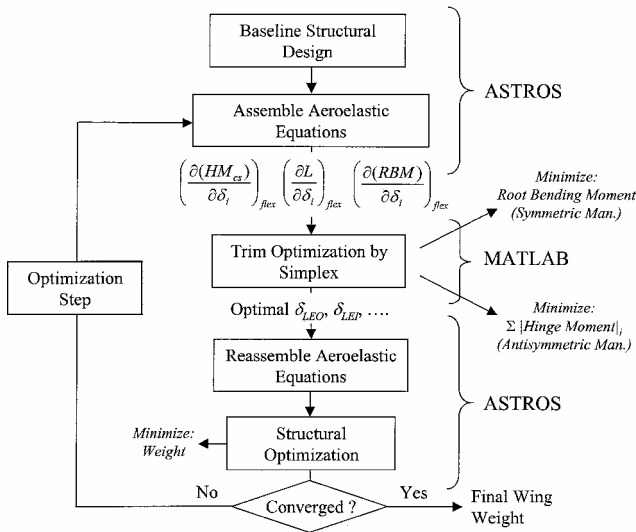 Baseline Structural
Design
ASTROS
Assemble Aeroelastic
Equations
(∂(HM_cs)/∂δ_i)_flex (∂L/∂δ_i)_flex (∂(RBM)/∂δ_i)_flex
Minimize:
Root Bending Moment
(Symmetric Man.)
Trim Optimization by
Simplex
MATLAB
Optimization
Step
Optimal δ_LEO, δ_LEI, ....
Minimize:
Σ |Hinge Moment|_i
(Antisymmetric Man.)
Reassemble Aeroelastic
Equations
ASTROS
Minimize:
Weight
Structural
Optimization
No
Converged ?
Yes
Final Wing
Weight